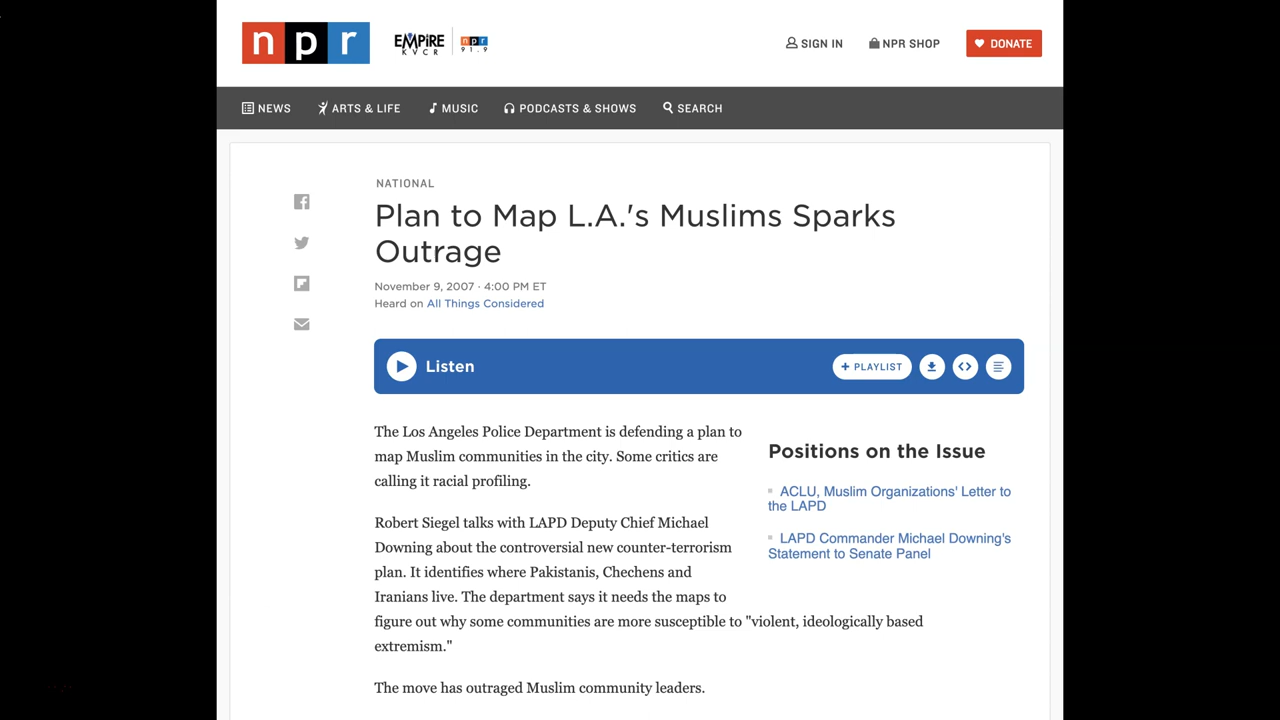 npr
EMPIRE
KVCR
npr
91.9
SIGN IN
NPR SHOP
DONATE
NEWS
ARTS & LIFE
MUSIC
PODCASTS & SHOWS
SEARCH
NATIONAL
Plan to Map L.A.'s Muslims Sparks
Outrage
November 9, 2007 · 4:00 PM ET
Heard on All Things Considered
Listen
+ PLAYLIST
The Los Angeles Police Department is defending a plan to
map Muslim communities in the city. Some critics are
calling it racial profiling.
Robert Siegel talks with LAPD Deputy Chief Michael
Downing about the controversial new counter-terrorism
plan. It identifies where Pakistanis, Chechens and
Iranians live. The department says it needs the maps to
figure out why some communities are more susceptible to "violent, ideologically based
extremism."
The move has outraged Muslim community leaders.
Positions on the Issue
ACLU, Muslim Organizations' Letter to
the LAPD
LAPD Commander Michael Downing's
Statement to Senate Panel